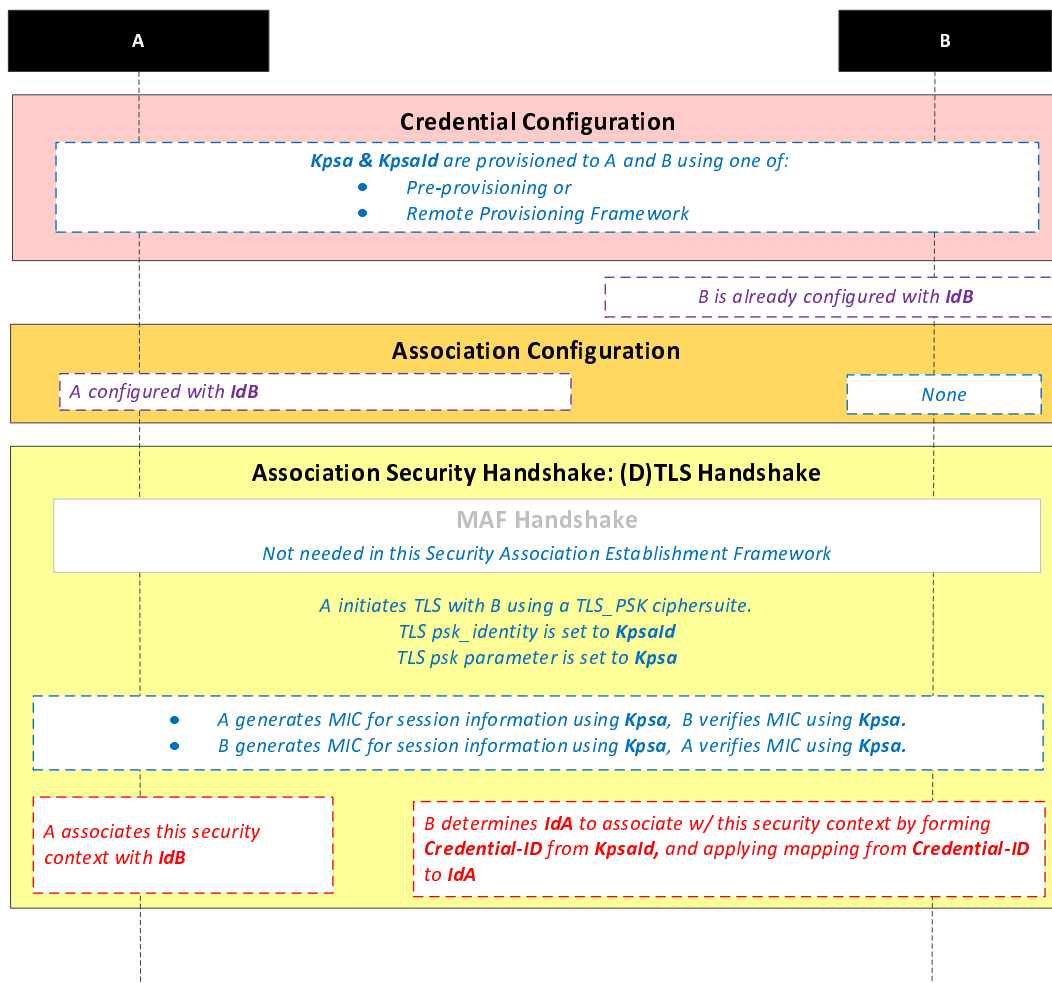 A
B
Credential Configuration
Kpsa & KpsaId are provisioned to A and B using one of:
• Pre-provisioning or
• Remote Provisioning Framework
B is already configured with IdB
Association Configuration
A configured with IdB
None
Association Security Handshake: (D)TLS Handshake
MAF Handshake
Not needed in this Security Association Establishment Framework
A initiates TLS with B using a TLS_PSK ciphersuite.
TLS psk_identity is set to KpsaId
TLS psk parameter is set to Kpsa
• A generates MIC for session information using Kpsa, B verifies MIC using Kpsa.
• B generates MIC for session information using Kpsa, A verifies MIC using Kpsa.
A associates this security
context with IdB
B determines IdA to associate w/ this security context by forming
Credential-ID from KpsaId, and applying mapping from Credential-ID
to IdA